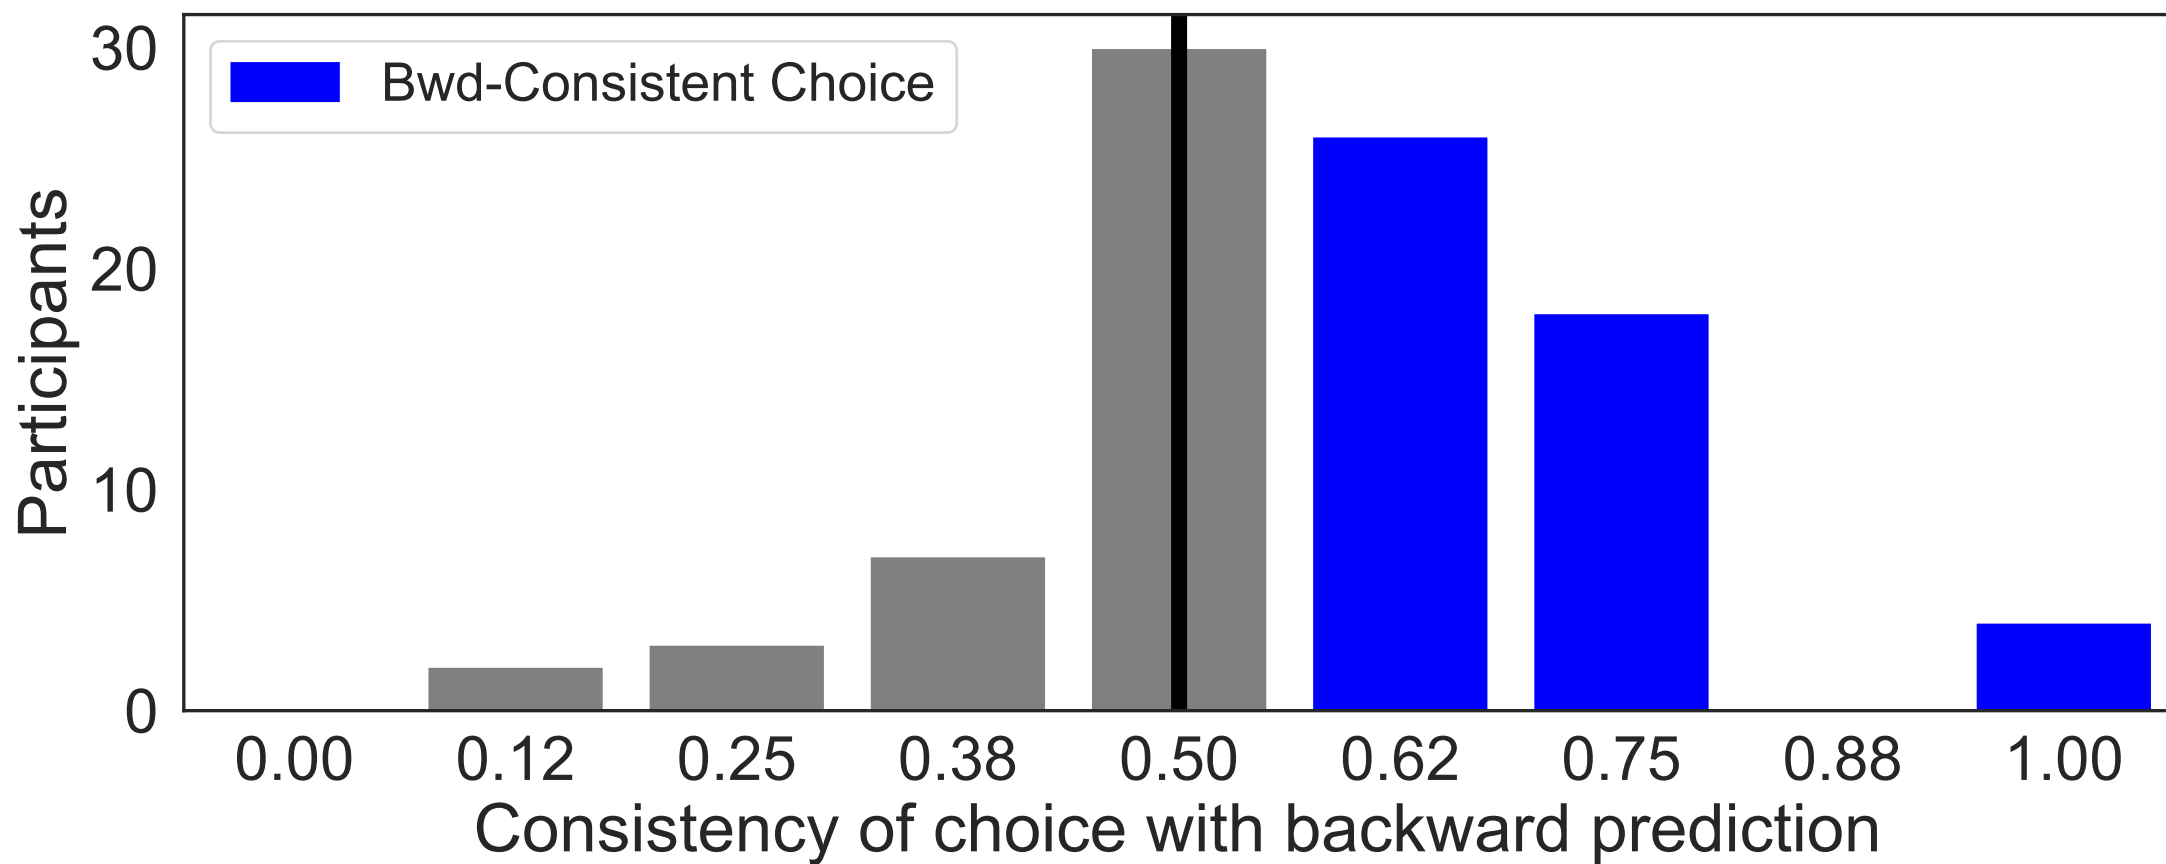 30
20
10
0
Participants
Bwd-Consistent Choice
0.00 0.12 0.25 0.38 0.50 0.62 0.75 0.88 1.00
Consistency of choice with backward prediction